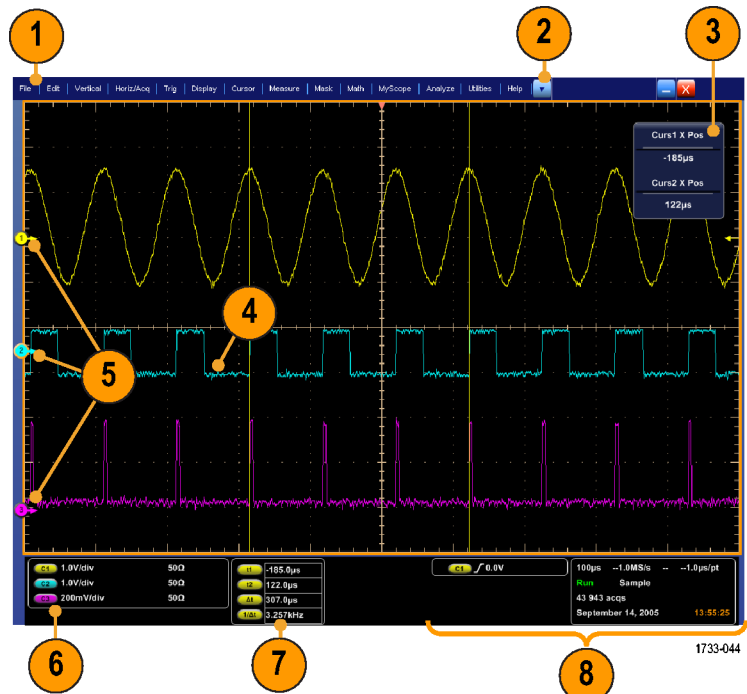 1
2
3
File Edit Vertical Horiz/Acq Trig Display Cursor Measure Mask Math MyScope Analyze Utilities Help
X
Curs1 X Pos
-185µs
Curs2 X Pos
122µs
1
4
2
5
3
C1 1.0V/div 50Ω
C2 1.0V/div 50Ω
C3 200mV/div 50Ω
t1 -185.0µs
t2 122.0µs
Δt 307.0µs
1/Δt 3.257kHz
C1 0.0V
100µs --1.0MS/s -- --1.0µs/pt
Run Sample
43 943 acqs
September 14, 2005 13:55:25
6
7
8
1733-044